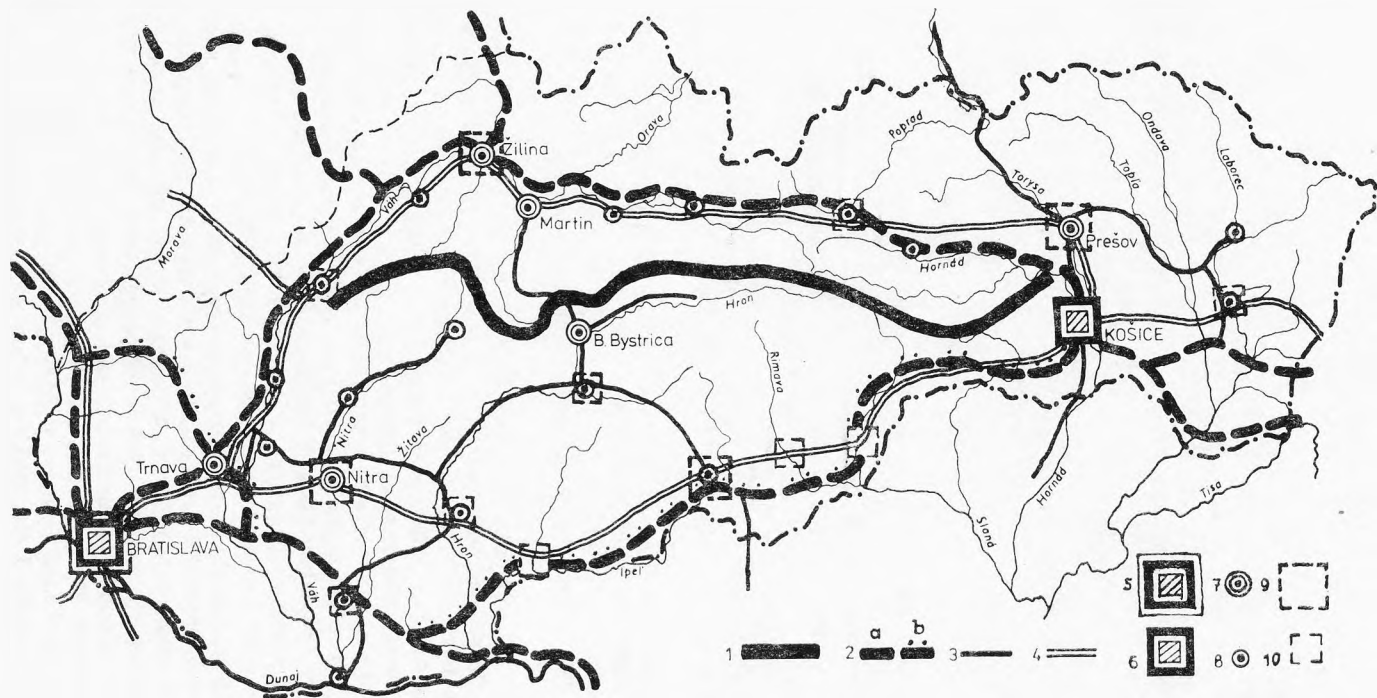 Žilina
Orava
Poprad
Ondava
Laborec
Topľa
Torysa
Váh
Martin
Prešov
Morava
Hornád
Hron
B. Bystrica
KOŠICE
Rimava
Nitra
Žitava
Trnava
Nitra
Hornád
Tisa
Slaná
BRATISLAVA
Hron
Ipeľ
Váh
Dunaj
a b
1 2 3 4
5 7 9
6 8 10